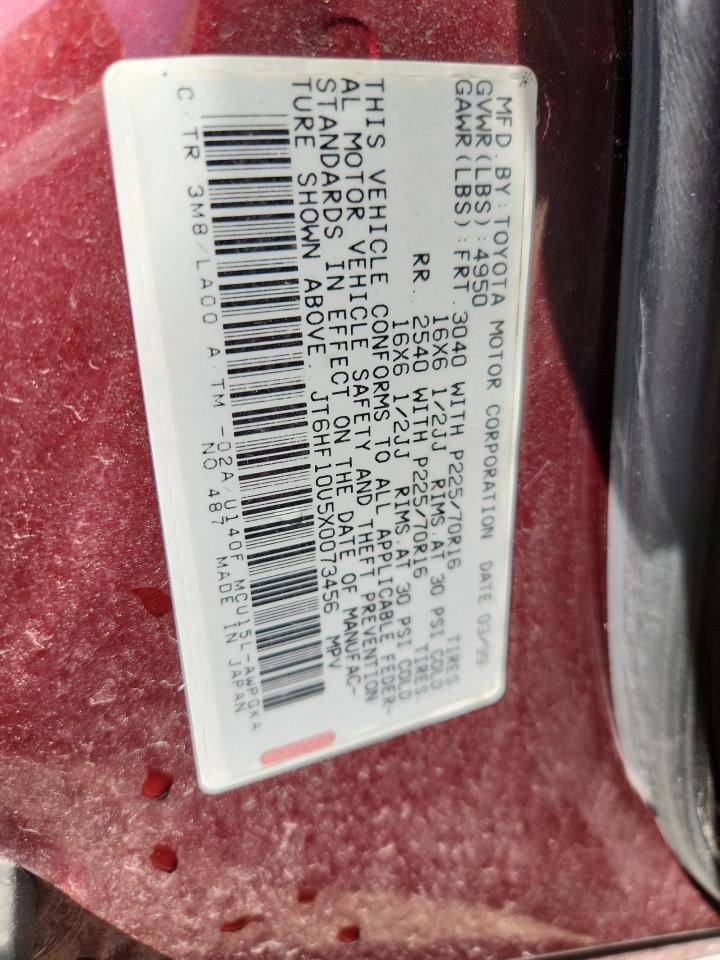 MFD. BY: TOYOTA MOTOR CORPORATION DATE 03/99
GVWR(LBS): 4950
GAWR(LBS): FRT. 3040 WITH P225/70R16 TIRES
16X6 1/2JJ RIMS AT 30 PSI COLD
RR. 2540 WITH P225/70R16 TIRES
16X6 1/2JJ RIMS AT 30 PSI COLD
THIS VEHICLE CONFORMS TO ALL APPLICABLE FEDER-
AL MOTOR VEHICLE SAFETY AND THEFT PREVENTION
STANDARDS IN EFFECT ON THE DATE OF MANUFAC-
TURE SHOWN ABOVE. JT6HF10U5X0073456 MPV
C/TR 3M8/LA00 A/TM -02A/U140F MCU15L-AWPGKA
NO.487 MADE IN JAPAN